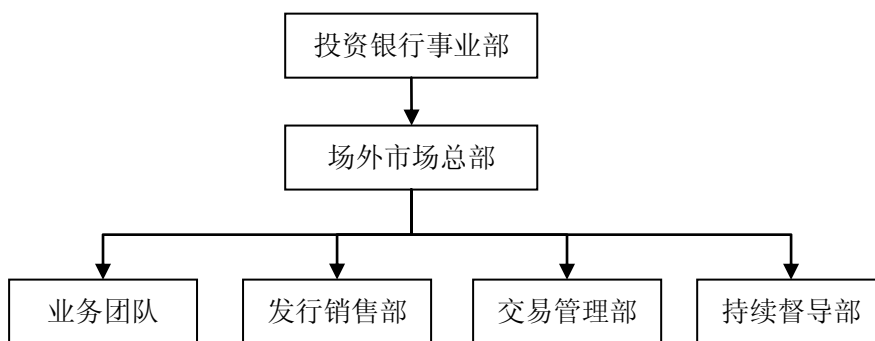 投资银行事业部
场外市场总部
业务团队
发行销售部
交易管理部
持续督导部